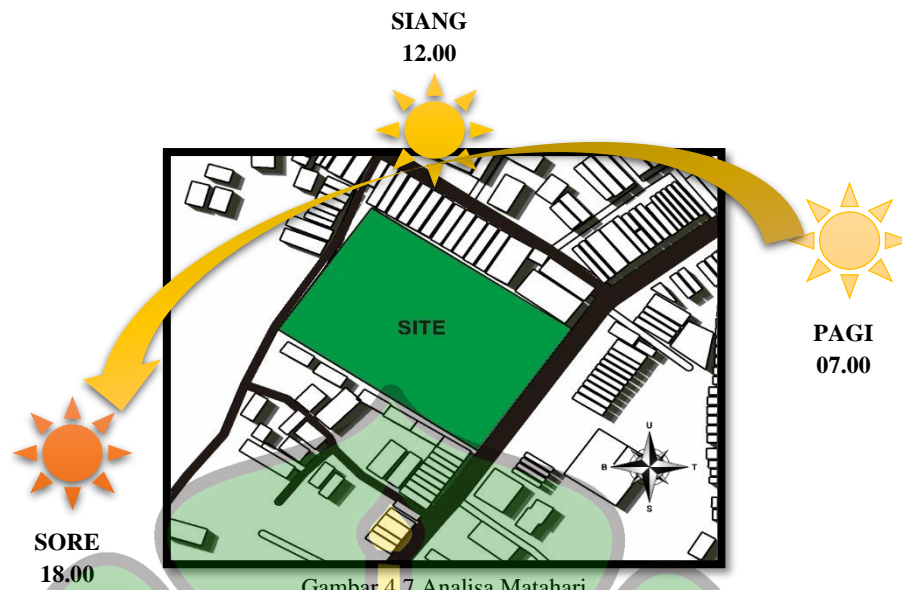 SIANG
12.00
SITE
PAGI
07.00
U
B T
S
SORE
18.00
Gambar 4.7 Analisa Matahari